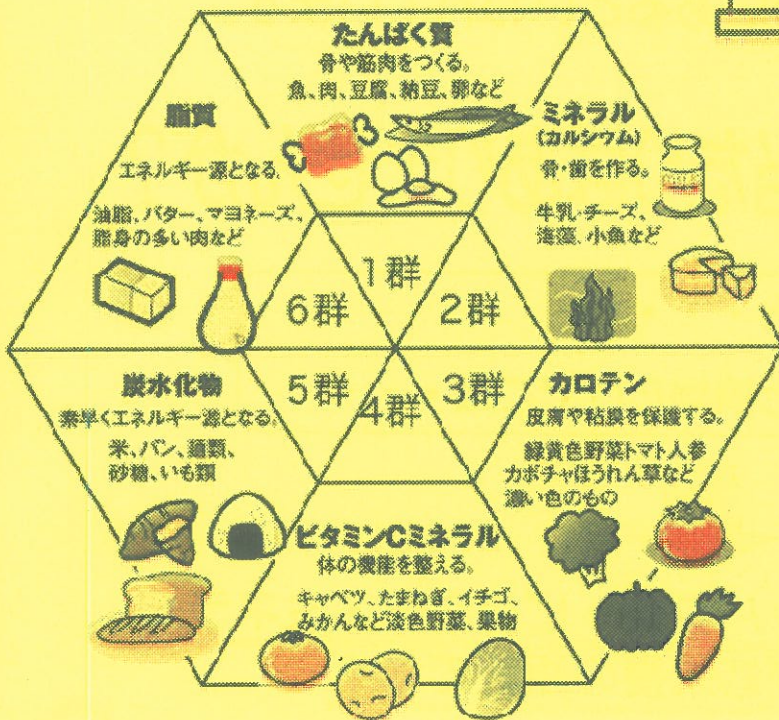 たんぱく質
骨や筋肉をつくる。
魚、肉、豆腐、納豆、卵など
ミネラル
(カルシウム)
骨・歯を作る。
牛乳・チーズ、
海藻、小魚など
カロテン
皮膚や粘膜を保護する。
緑黄色野菜トマト人参
カボチャほうれん草など
濃い色のもの
ビタミンCミネラル
体の機能を整える。
キャベツ、たまねぎ、イチゴ、
みかんなど淡色野菜、果物
炭水化物
素早くエネルギー源となる。
米、パン、麺類、
砂糖、いも類
脂質
エネルギー源となる。
油脂、バター、マヨネーズ、
脂身の多い肉など
1群
2群
3群
4群
5群
6群